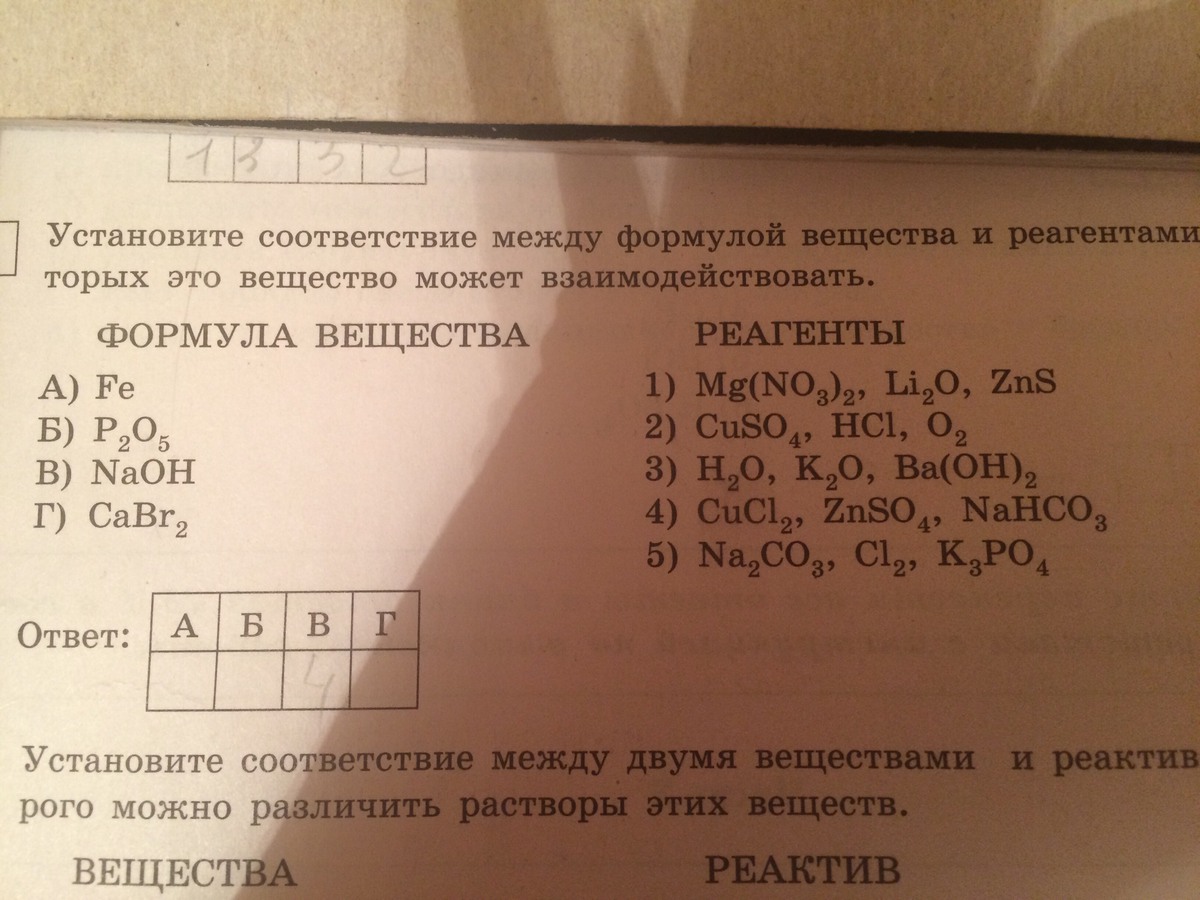 1 3 3 2
Установите соответствие между формулой вещества и реагентами
торых это вещество может взаимодействовать.
ФОРМУЛА ВЕЩЕСТВА РЕАГЕНТЫ
А) Fe 1) Mg(NO₃)₂, Li₂O, ZnS
Б) P₂O₅ 2) CuSO₄, HCl, O₂
В) NaOH 3) H₂O, K₂O, Ba(OH)₂
Г) CaBr₂ 4) CuCl₂, ZnSO₄, NaHCO₃
5) Na₂CO₃, Cl₂, K₃PO₄
Ответ: А Б В Г
4
Установите соответствие между двумя веществами и реактив
рого можно различить растворы этих веществ.
ВЕЩЕСТВА РЕАКТИВ